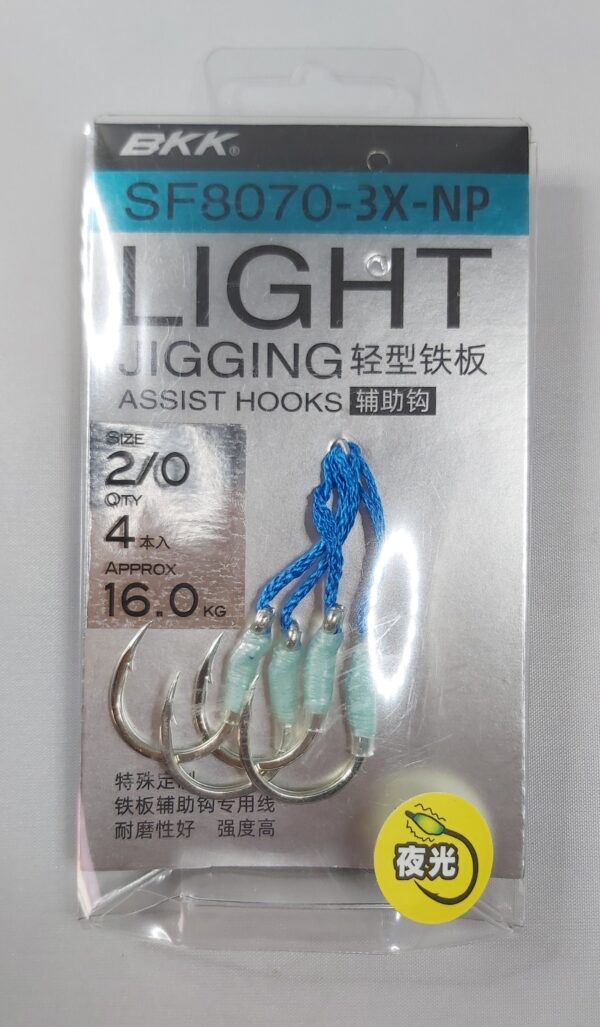 BKK®
SF8070-3X-NP
LIGHT
JIGGING 轻型铁板
ASSIST HOOKS 辅助钩
SIZE
2/0
QTY
4 本入
APPROX
16.0 KG
特殊定制
铁板辅助钩专用线
耐磨性好 强度高
夜光